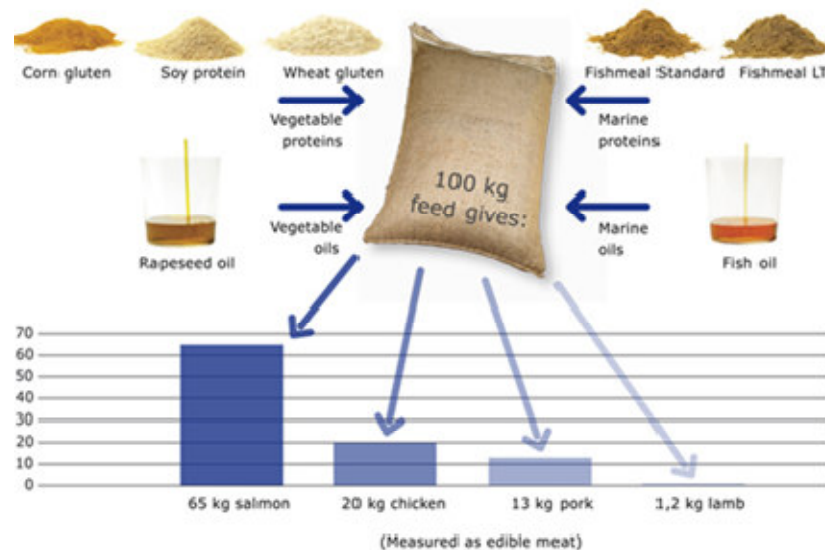 Corn gluten
Soy protein
Wheat gluten
Fishmeal Standard
Fishmeal LT
Vegetable
proteins
Marine
proteins
100 kg
feed gives:
Vegetable
oils
Marine
oils
Rapeseed oil
Fish oil
70
60
50
40
30
20
10
0
65 kg salmon
20 kg chicken
13 kg pork
1,2 kg lamb
(Measured as edible meat)